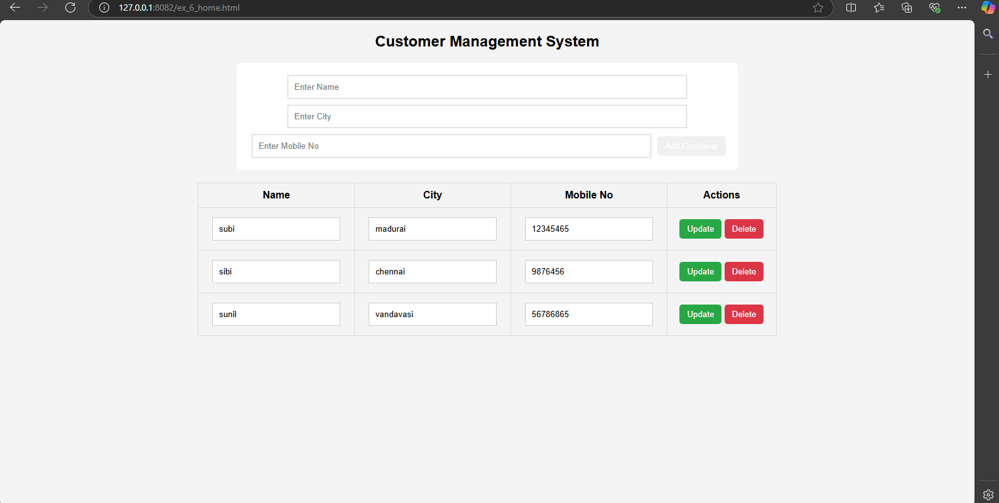 127.0.0.1:8082/ex_6_home.html
Customer Management System
Enter Name
Enter City
Enter Mobile No Add Customer
Name City Mobile No Actions
subi madurai 12345465 Update Delete
sibi chennai 9876456 Update Delete
sunil vandavasi 56786865 Update Delete